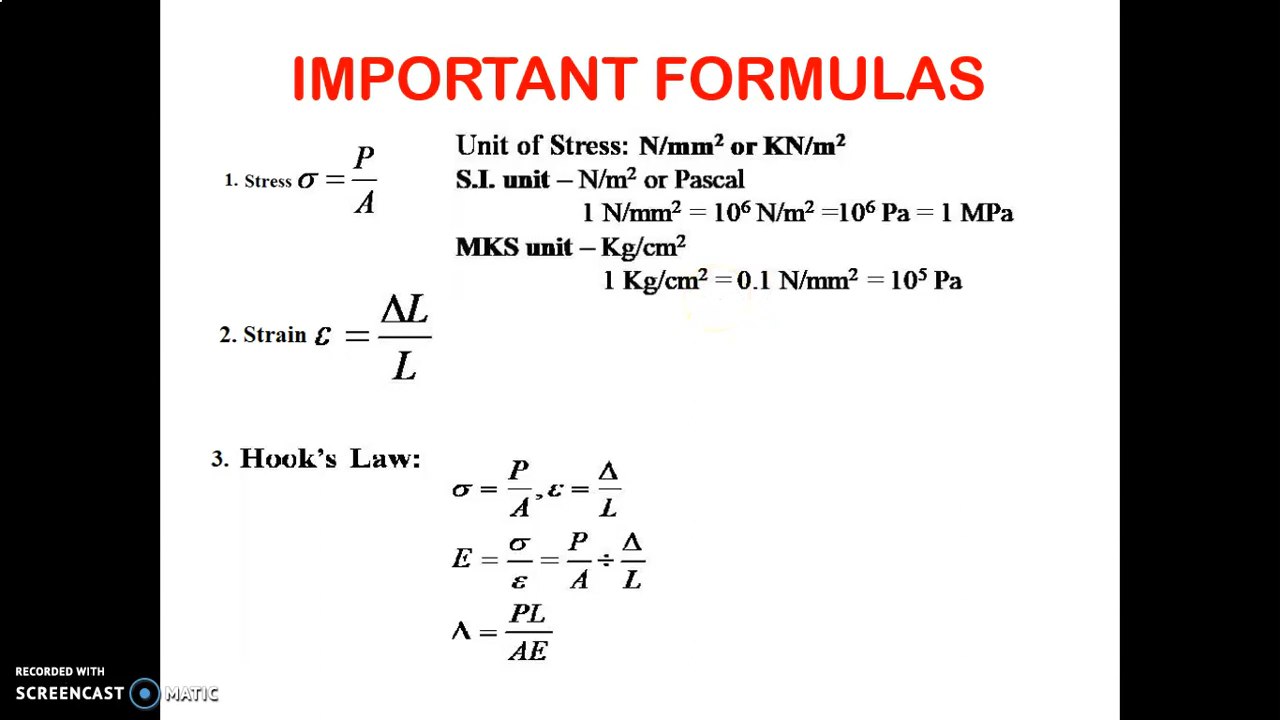 IMPORTANT FORMULAS
1. Stress σ = P/A
Unit of Stress: N/mm² or KN/m²
S.I. unit – N/m² or Pascal
1 N/mm² = 10⁶ N/m² =10⁶ Pa = 1 MPa
MKS unit – Kg/cm²
1 Kg/cm² = 0.1 N/mm² = 10⁵ Pa
2. Strain ε = ΔL/L
3. Hook's Law:
σ = P/A, ε = Δ/L
E = σ/ε = P/A ÷ Δ/L
Δ = PL/AE
RECORDED WITH
SCREENCAST MATIC